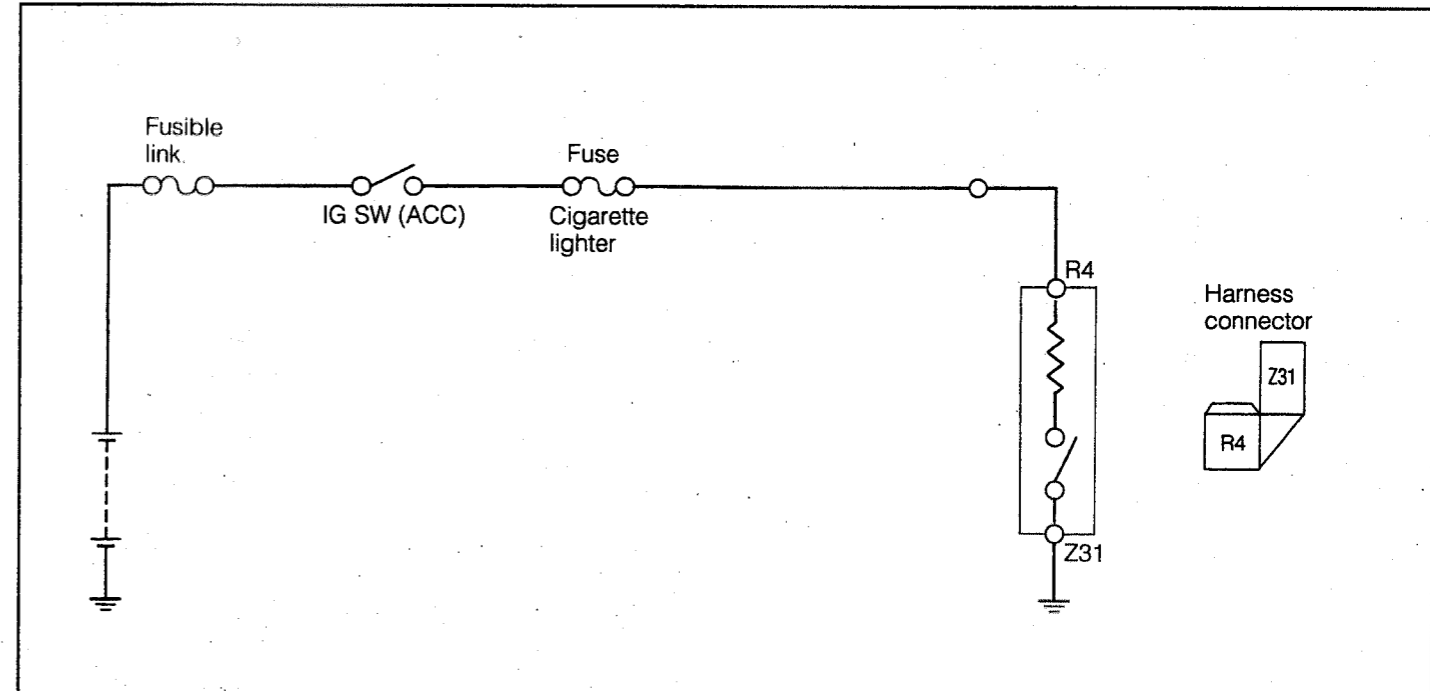 Fusible
link.
IG SW (ACC)
Fuse
Cigarette
lighter
R4
Z31
Harness
connector
Z31
R4